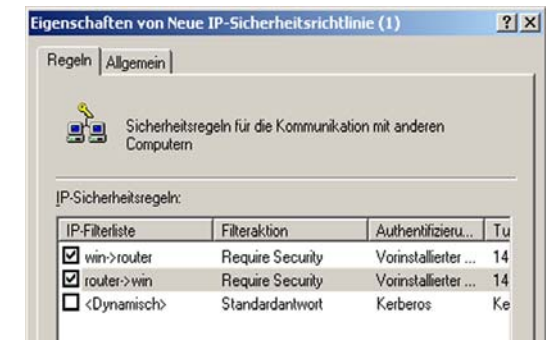 Eigenschaften von Neue IP-Sicherheitsrichtlinie (1)
Regeln Allgemein
Sicherheitsregeln für die Kommunikation mit anderen
Computern
IP-Sicherheitsregeln:
IP-Filterliste Filteraktion Authentifizieru... Tu
win->router Require Security Vorinstallierter ... 14
router->win Require Security Vorinstallierter ... 14
<Dynamisch> Standardantwort Kerberos Ke